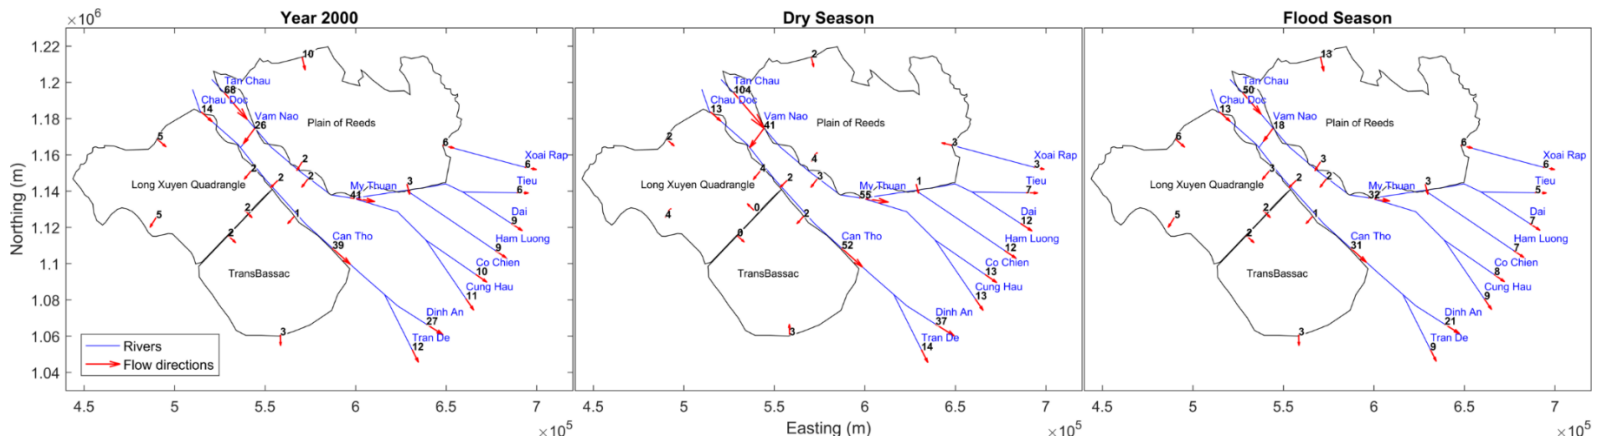 ×10⁶
Year 2000
Dry Season
Flood Season
Northing (m)
1.22
1.2
1.18
1.16
1.14
1.12
1.1
1.08
1.06
1.04
10
Tan Chau
68
Chau Doc
14
Vam Nao
26
Plain of Reeds
5
6
Xoai Rap
6
2
2
Long Xuyen Quadrangle
2
My Thuan
41
3
Tieu
6
2
1
5
Dai
9
2
Can Tho
39
Ham Luong
9
TransBassac
Co Chien
10
Cung Hau
11
Dinh An
27
Tran De
12
3
Rivers
Flow directions
4.5
5
5.5
6
6.5
7
×10⁵
2
Tan Chau
104
Chau Doc
13
Vam Nao
41
Plain of Reeds
2
3
Xoai Rap
3
4
4
3
Long Xuyen Quadrangle
2
My Thuan
55
1
Tieu
7
0
2
4
Dai
12
0
Can Tho
52
Ham Luong
12
TransBassac
Co Chien
13
Cung Hau
13
Dinh An
37
Tran De
14
3
4.5
5
5.5
6
6.5
7
Easting (m)
×10⁵
13
Tan Chau
50
Chau Doc
13
Vam Nao
18
Plain of Reeds
6
6
Xoai Rap
6
3
3
2
Long Xuyen Quadrangle
2
My Thuan
32
3
Tieu
5
2
1
5
Dai
7
2
Can Tho
31
Ham Luong
7
TransBassac
Co Chien
8
Cung Hau
9
Dinh An
21
Tran De
9
3
4.5
5
5.5
6
6.5
7
×10⁵